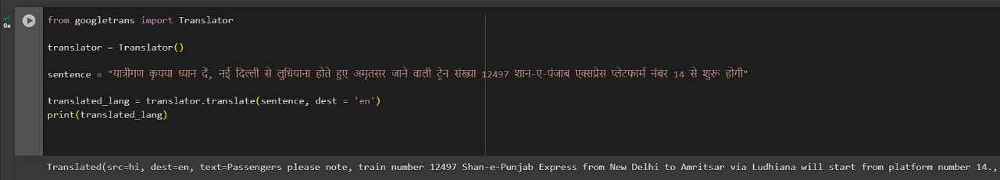 from googletrans import Translator
translator = Translator()
sentence = "यात्रीगण कृपया ध्यान दें, नई दिल्ली से लुधियाना होते हुए अमृतसर जाने वाली ट्रेन संख्या 12497 शान-ए-पंजाब एक्सप्रेस प्लेटफार्म नंबर 14 से शुरू होगी"
translated_lang = translator.translate(sentence, dest = 'en')
print(translated_lang)
0s
Translated(src=hi, dest=en, text=Passengers please note, train number 12497 Shan-e-Punjab Express from New Delhi to Amritsar via Ludhiana will start from platform number 14.,